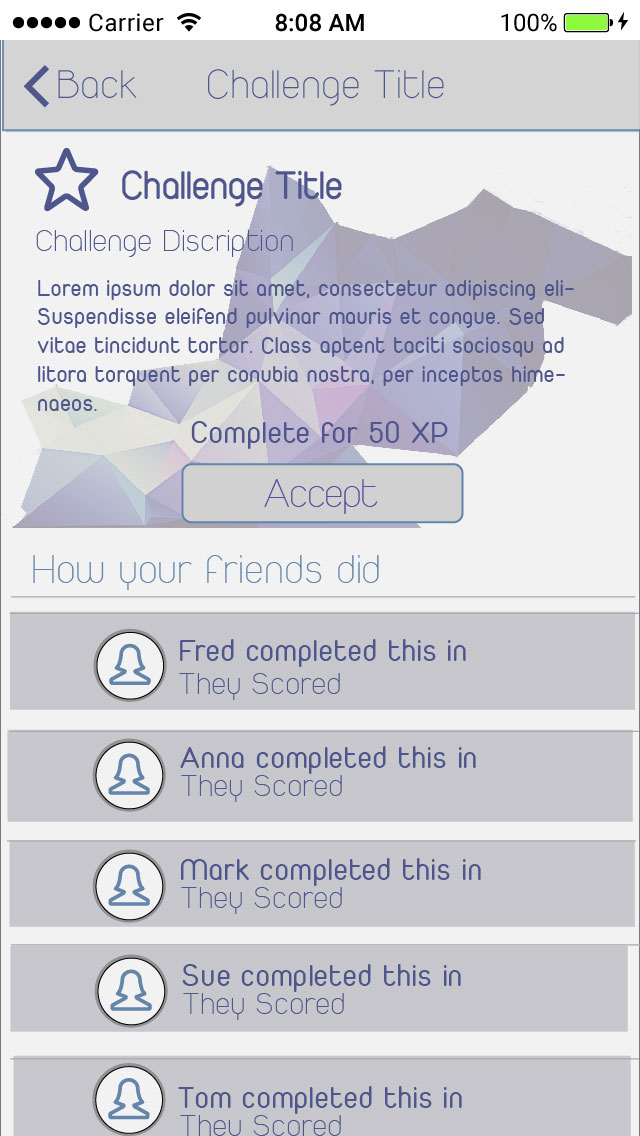 Carrier 8:08 AM 100%
Back Challenge Title
Challenge Title
Challenge Discription
Lorem ipsum dolor sit amet, consectetur adipiscing eli-
Suspendisse eleifend pulvinar mauris et congue. Sed
vitae tincidunt tortor. Class aptent taciti sociosqu ad
litora torquent per conubia nostra, per inceptos hime-
naeos.
Complete for 50 XP
Accept
How your friends did
Fred completed this in
They Scored
Anna completed this in
They Scored
Mark completed this in
They Scored
Sue completed this in
They Scored
Tom completed this in
They Scored